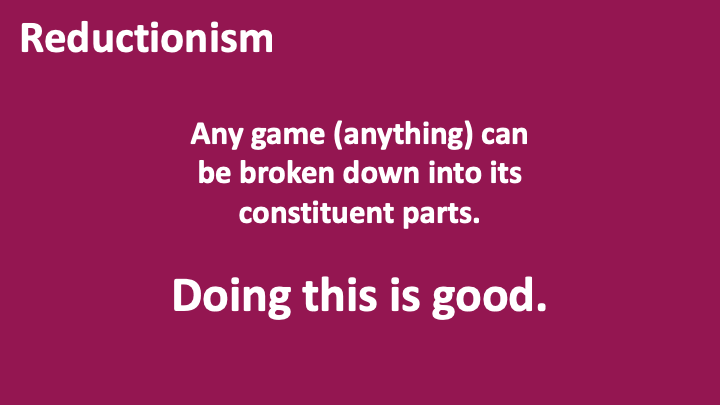 Reductionism
Any game (anything) can
be broken down into its
constituent parts.
Doing this is good.